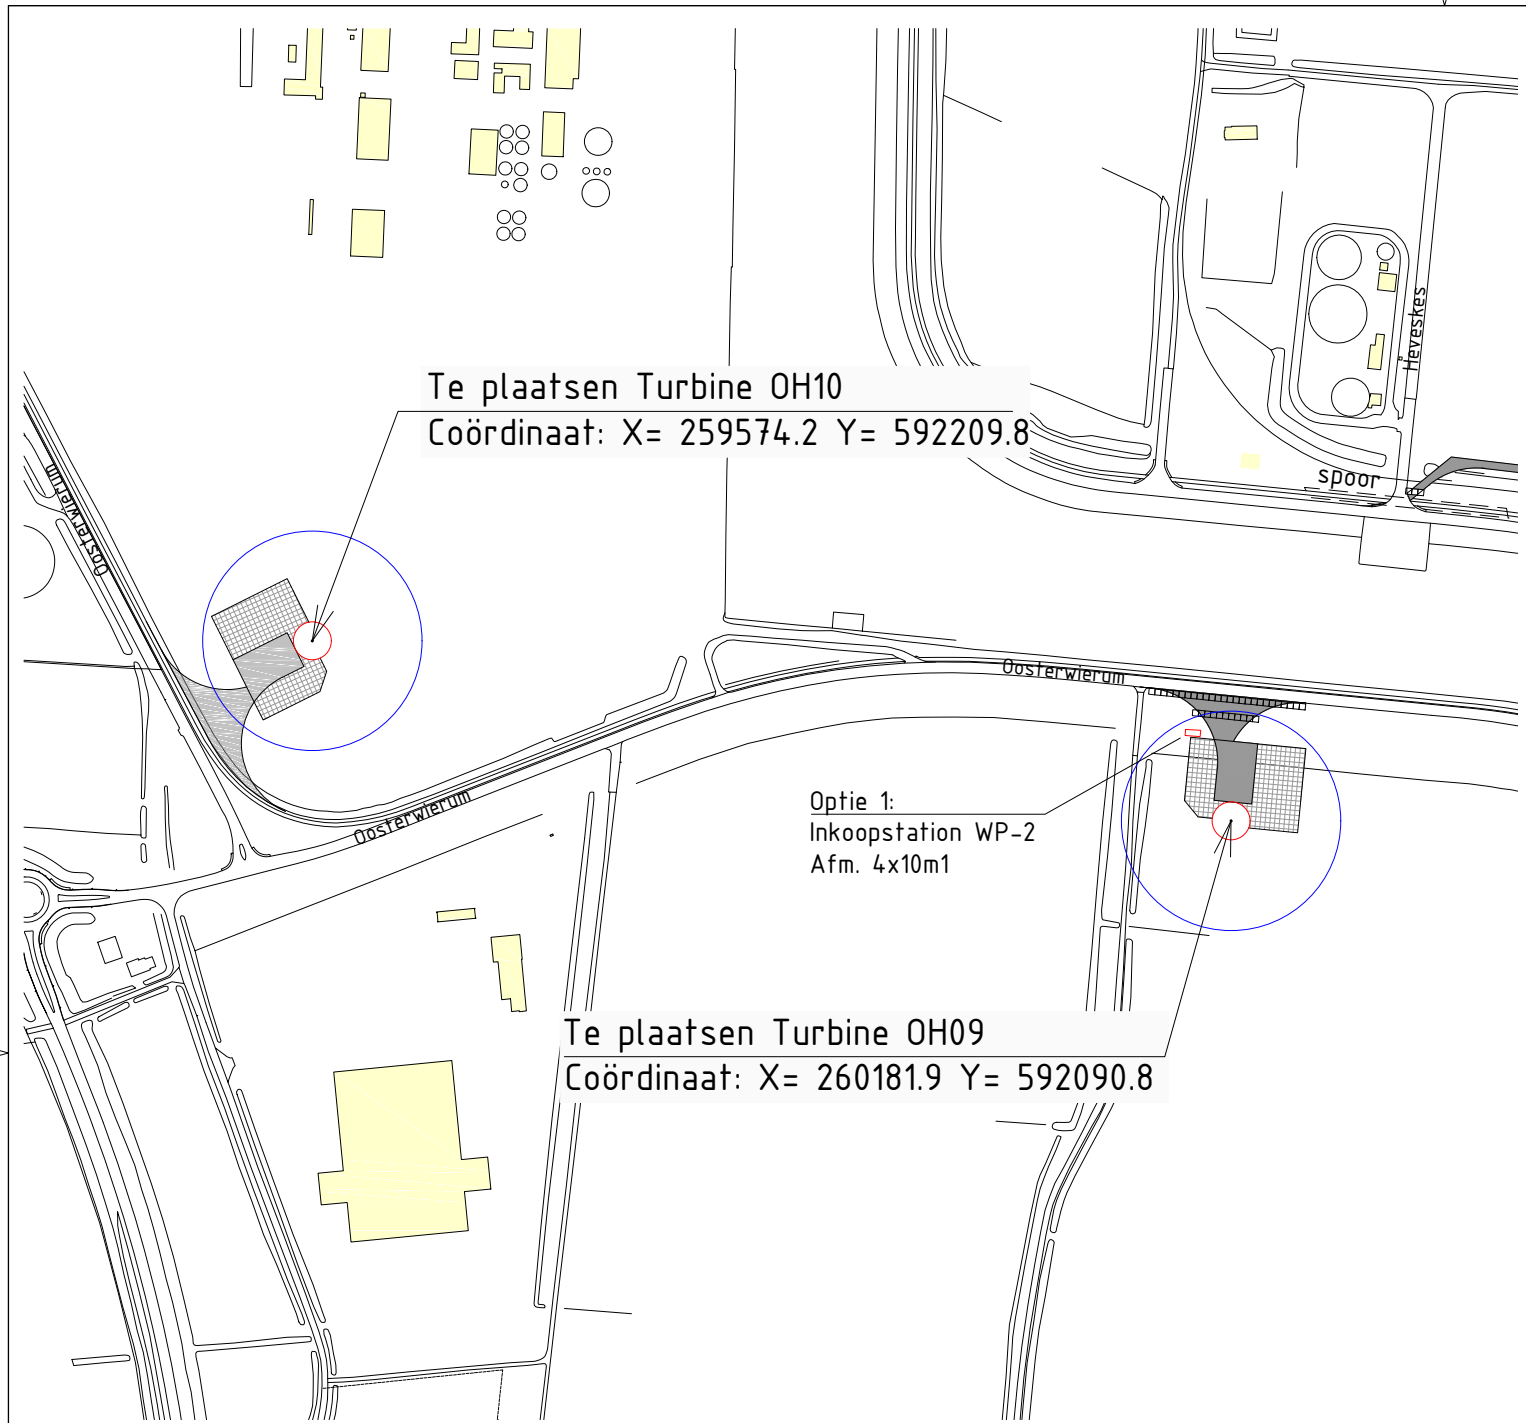 Te plaatsen Turbine OH10
Coördinaat: X= 259574.2 Y= 592209.8
Heveskes
spoor
Oosterwierum
Oosterwierum
Oosterwierum
Optie 1:
Inkoopstation WP-2
Afm. 4x10m1
Te plaatsen Turbine OH09
Coördinaat: X= 260181.9 Y= 592090.8